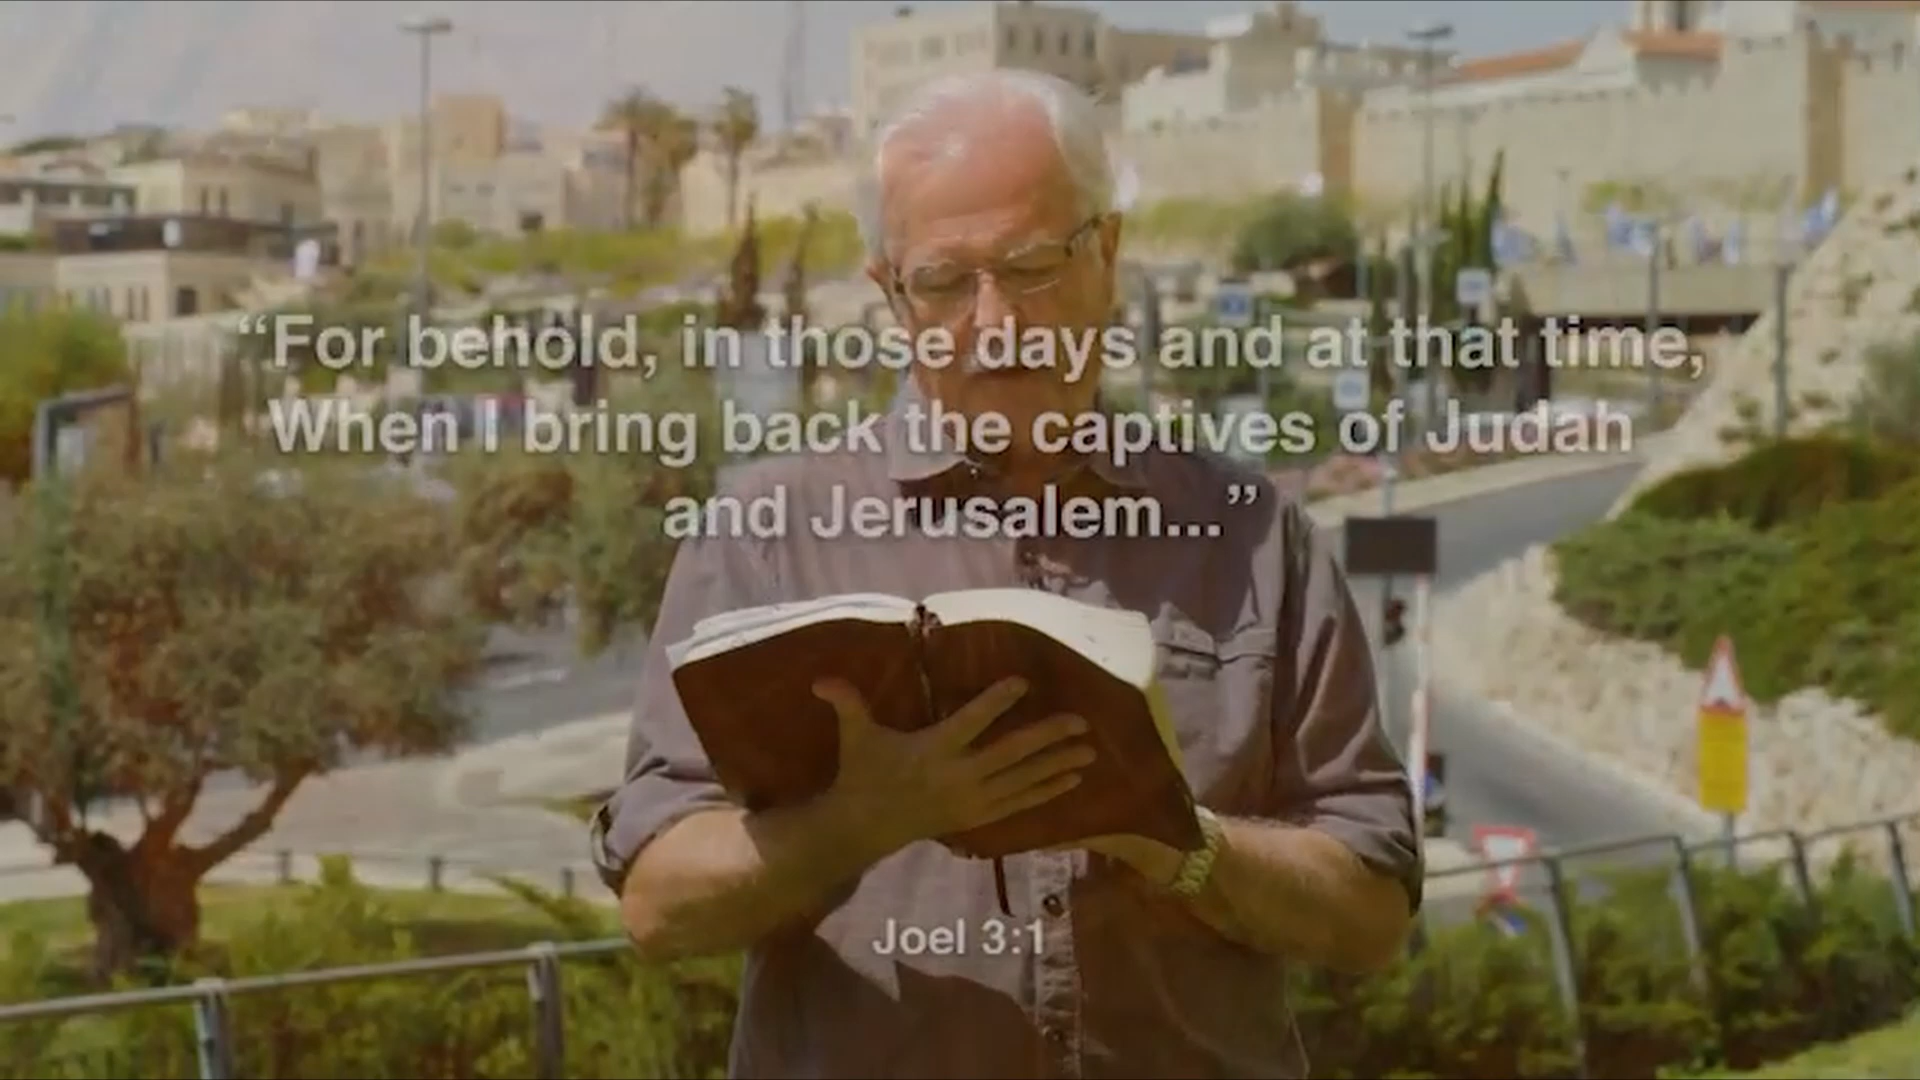 “For behold, in those days and at that time,
When I bring back the captives of Judah
and Jerusalem...”
Joel 3:1